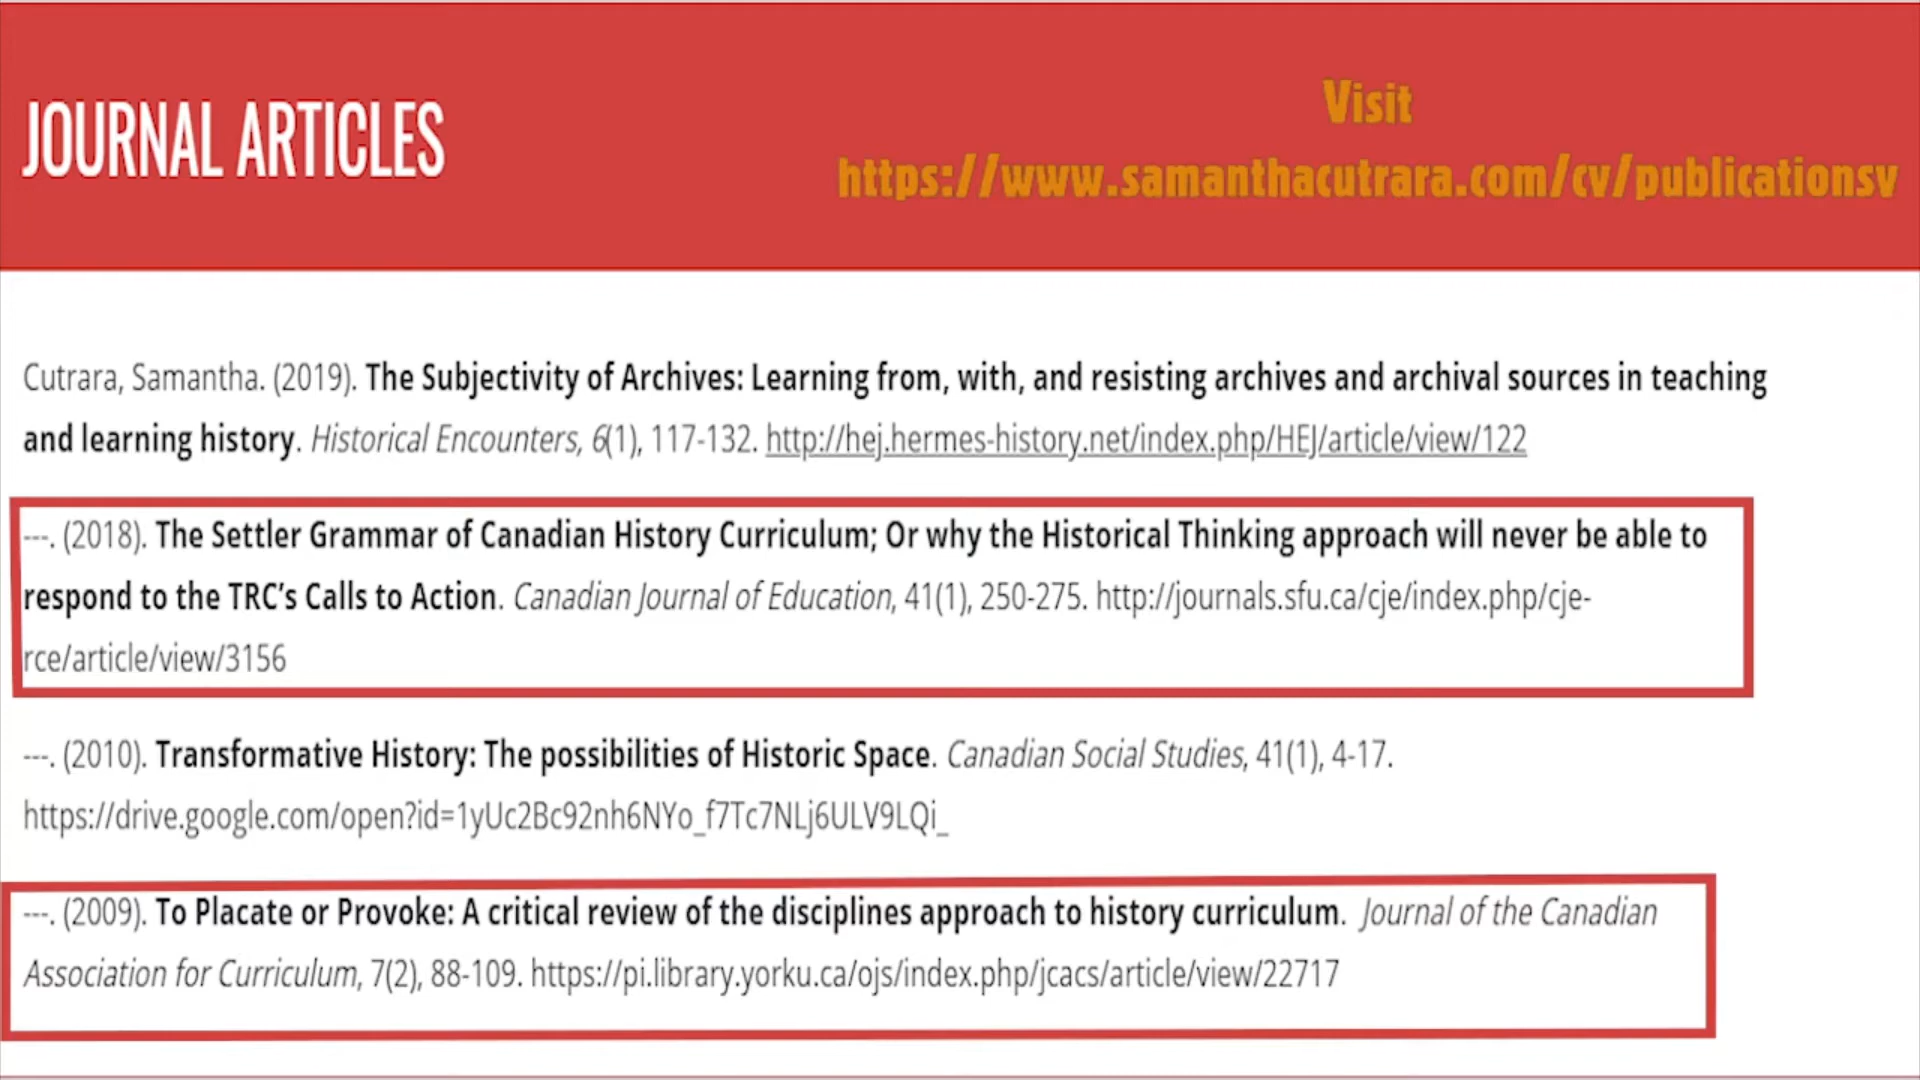 JOURNAL ARTICLES
Visit
https://www.samanthacutrara.com/cv/publicationsv
Cutrara, Samantha. (2019). The Subjectivity of Archives: Learning from, with, and resisting archives and archival sources in teaching
and learning history. Historical Encounters, 6(1), 117-132. http://hej.hermes-history.net/index.php/HEJ/article/view/122
---. (2018). The Settler Grammar of Canadian History Curriculum; Or why the Historical Thinking approach will never be able to
respond to the TRC’s Calls to Action. Canadian Journal of Education, 41(1), 250-275. http://journals.sfu.ca/cje/index.php/cje-
rce/article/view/3156
---. (2010). Transformative History: The possibilities of Historic Space. Canadian Social Studies, 41(1), 4-17.
https://drive.google.com/open?id=1yUc2Bc92nh6NYo_f7Tc7NLj6ULV9LQi_
---. (2009). To Placate or Provoke: A critical review of the disciplines approach to history curriculum. Journal of the Canadian
Association for Curriculum, 7(2), 88-109. https://pi.library.yorku.ca/ojs/index.php/jcacs/article/view/22717